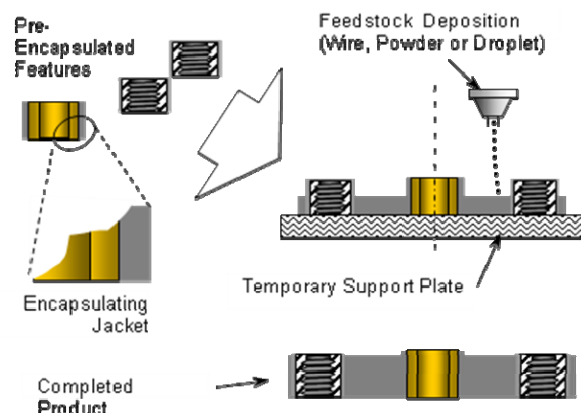 Pre-
Encapsulated
Features
Feedstock Deposition
(Wire, Powder or Droplet)
Encapsulating
Jacket
Temporary Support Plate
Completed
Product